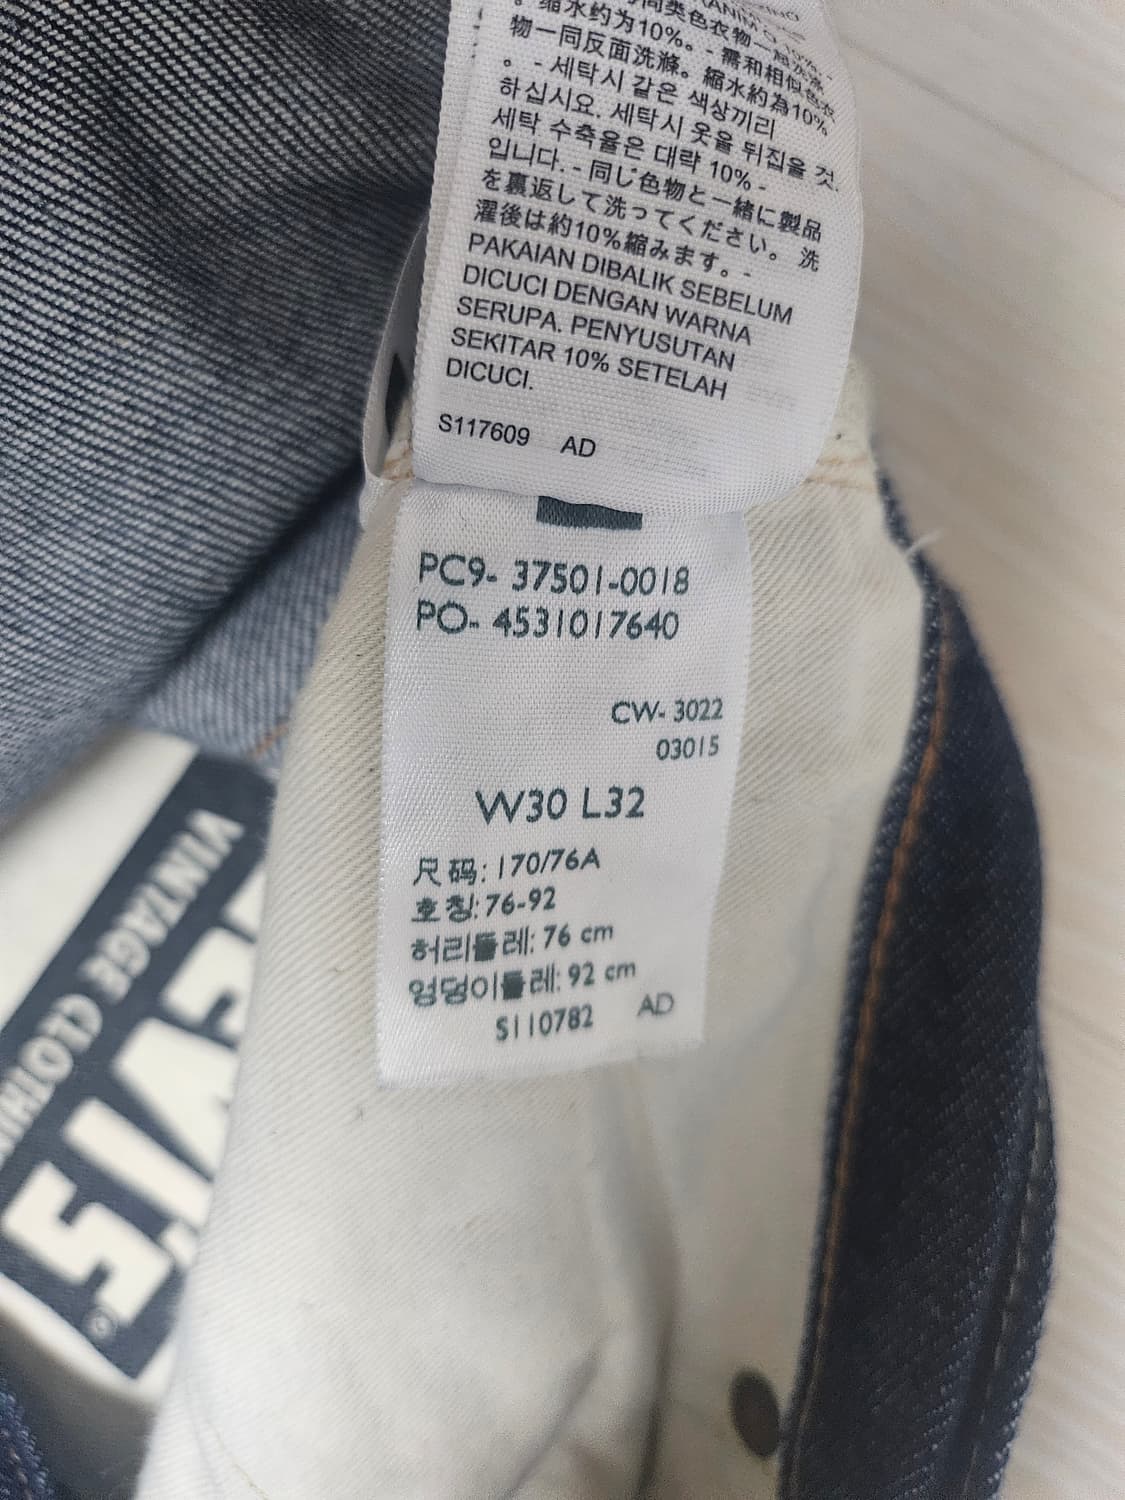 缩水约为10%。- 需和相似色衣
物一同反面洗滌。縮水約為10%
。 - 세탁시 같은 색상끼리
하십시요. 세탁시 옷을 뒤집을 것.
세탁 수축율은 대략 10% -
입니다. - 同じ色物と一緒に製品
を裏返して洗ってください。 洗
濯後は約10%縮みます。-
PAKAIAN DIBALIK SEBELUM
DICUCI DENGAN WARNA
SERUPA. PENYUSUTAN
SEKITAR 10% SETELAH
DICUCI.
S117609 AD
PC9- 37501-0018
PO- 4531017640
CW- 3022
03015
W30 L32
尺码: 170/76A
호칭: 76-92
허리둘레: 76 cm
엉덩이둘레: 92 cm
S110782 AD
VINTAGE CLOTHIN